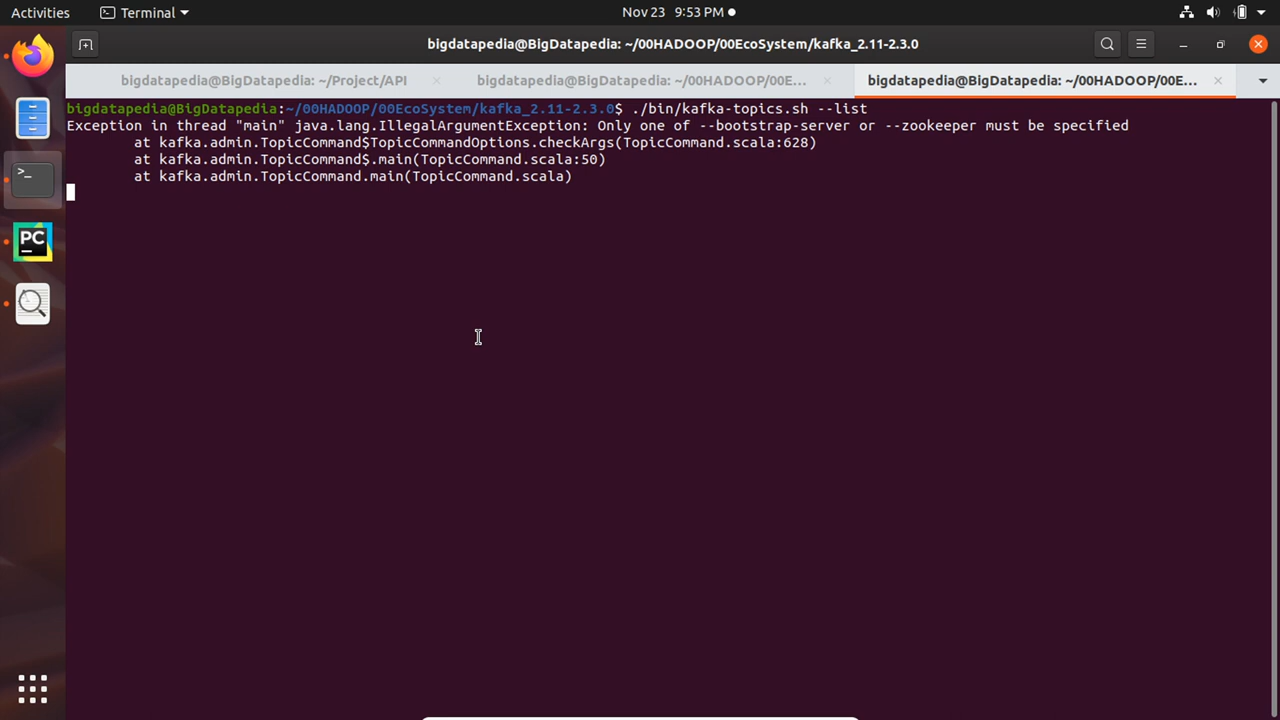 Activities
Terminal
Nov 23 9:53 PM
bigdatapedia@BigDatapedia: ~/00HADOOP/00EcoSystem/kafka_2.11-2.3.0
bigdatapedia@BigDatapedia: ~/Project/API
bigdatapedia@BigDatapedia: ~/00HADOOP/00E...
bigdatapedia@BigDatapedia: ~/00HADOOP/00E...
bigdatapedia@BigDatapedia:~/00HADOOP/00EcoSystem/kafka_2.11-2.3.0$ ./bin/kafka-topics.sh --list
Exception in thread "main" java.lang.IllegalArgumentException: Only one of --bootstrap-server or --zookeeper must be specified
at kafka.admin.TopicCommand$TopicCommandOptions.checkArgs(TopicCommand.scala:628)
at kafka.admin.TopicCommand$.main(TopicCommand.scala:50)
at kafka.admin.TopicCommand.main(TopicCommand.scala)
>_
PC